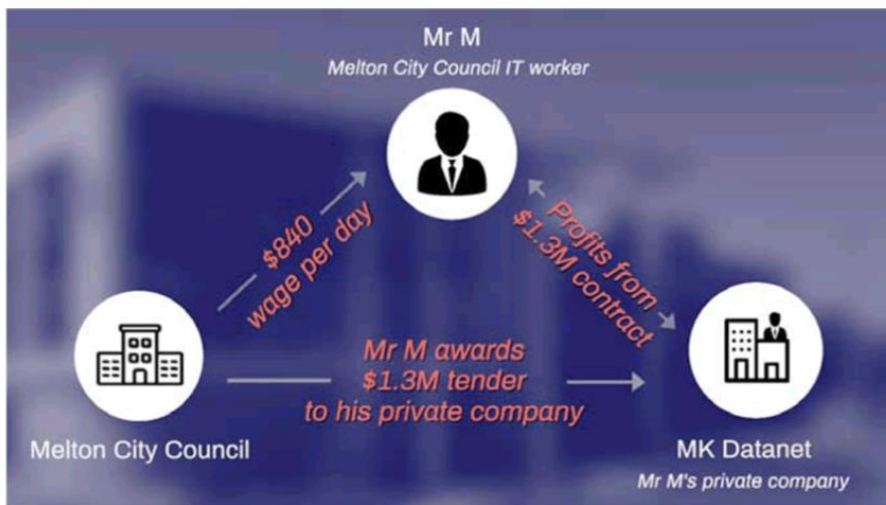 Mr M
Melton City Council IT worker
$840
wage per day
Profits from
$1.3M contract
Mr M awards
$1.3M tender
to his private company
Melton City Council
MK Datanet
Mr M's private company